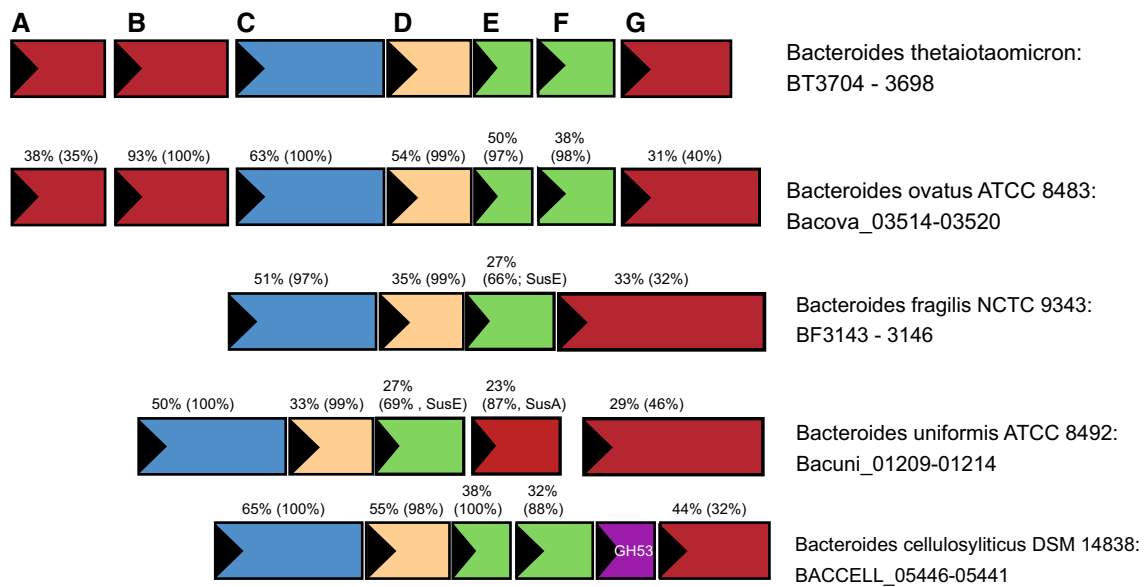 A B C D E F G
Bacteroides thetaiotaomicron:
BT3704 - 3698
38% (35%) 93% (100%) 63% (100%) 54% (99%) 50% (97%) 38% (98%) 31% (40%)
Bacteroides ovatus ATCC 8483:
Bacova_03514-03520
51% (97%) 35% (99%) 27% (66%; SusE) 33% (32%)
Bacteroides fragilis NCTC 9343:
BF3143 - 3146
50% (100%) 33% (99%) 27% (69% , SusE) 23% (87%, SusA) 29% (46%)
Bacteroides uniformis ATCC 8492:
Bacuni_01209-01214
65% (100%) 55% (98%) 38% (100%) 32% (88%) 44% (32%)
GH53
Bacteroides cellulosyliticus DSM 14838:
BACCELL_05446-05441